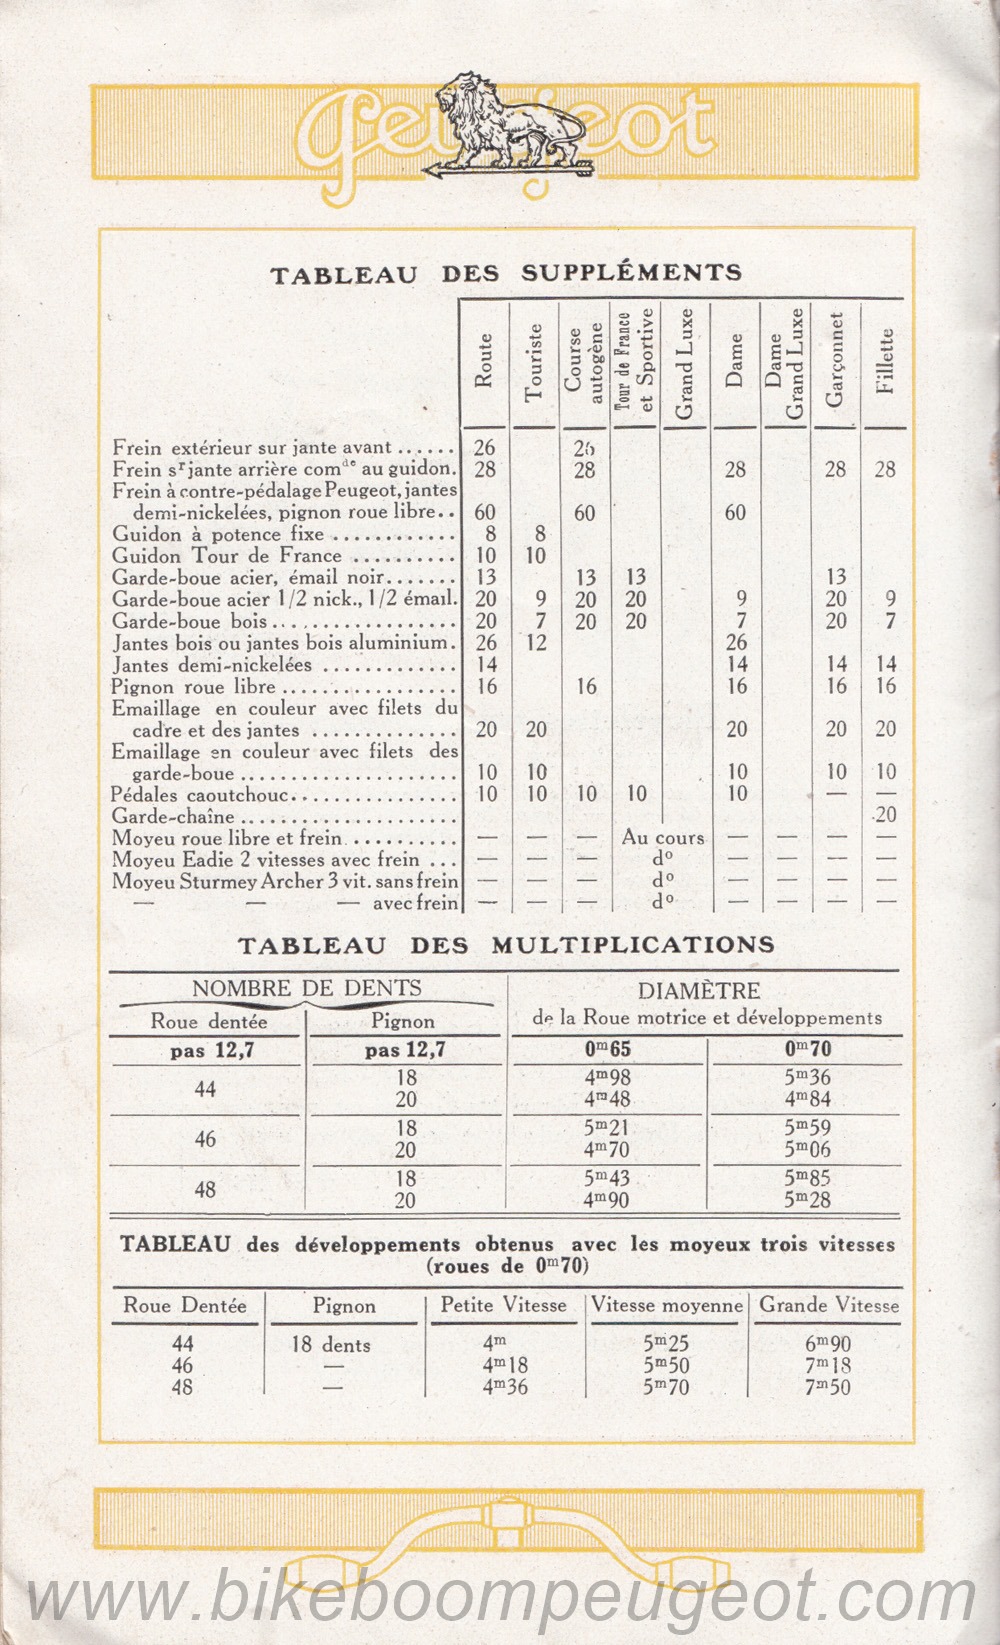 Peugeot
TABLEAU DES SUPPLÉMENTS
Route Touriste Course autogène Tour de France et Sportive Grand Luxe Dame Dame Grand Luxe Garçonnet Fillette
Frein extérieur sur jante avant ...... 26 26
Frein sr jante arrière comde au guidon. 28 28 28 28 28
Frein à contre-pédalage Peugeot, jantes
demi-nickelées, pignon roue libre.. 60 60 60
Guidon à potence fixe ............ 8 8
Guidon Tour de France .......... 10 10
Garde-boue acier, émail noir....... 13 13 13 13
Garde-boue acier 1/2 nick., 1/2 émail. 20 9 20 20 9 20 9
Garde-boue bois .................. 20 7 20 20 7 20 7
Jantes bois ou jantes bois aluminium. 26 12 26
Jantes demi-nickelées ............. 14 14 14 14
Pignon roue libre ................. 16 16 16 16 16
Emaillage en couleur avec filets du
cadre et des jantes .............. 20 20 20 20 20
Emaillage en couleur avec filets des
garde-boue ..................... 10 10 10 10 10
Pédales caoutchouc................ 10 10 10 10 10 — —
Garde-chaîne ..................... 20
Moyeu roue libre et frein........... — — — Au cours — — — —
Moyeu Eadie 2 vitesses avec frein ... — — — do — — — —
Moyeu Sturmey Archer 3 vit. sans frein — — — do — — — —
— — — avec frein — — — do — — — —
TABLEAU DES MULTIPLICATIONS
NOMBRE DE DENTS DIAMÈTRE
Roue dentée Pignon de la Roue motrice et développements
pas 12,7 pas 12,7 0m65 0m70
44 18 4m98 5m36
20 4m48 4m84
46 18 5m21 5m59
20 4m70 5m06
48 18 5m43 5m85
20 4m90 5m28
TABLEAU des développements obtenus avec les moyeux trois vitesses
(roues de 0m70)
Roue Dentée Pignon Petite Vitesse Vitesse moyenne Grande Vitesse
44 18 dents 4m 5m25 6m90
46 — 4m18 5m50 7m18
48 — 4m36 5m70 7m50
www.bikeboompeugeot.com